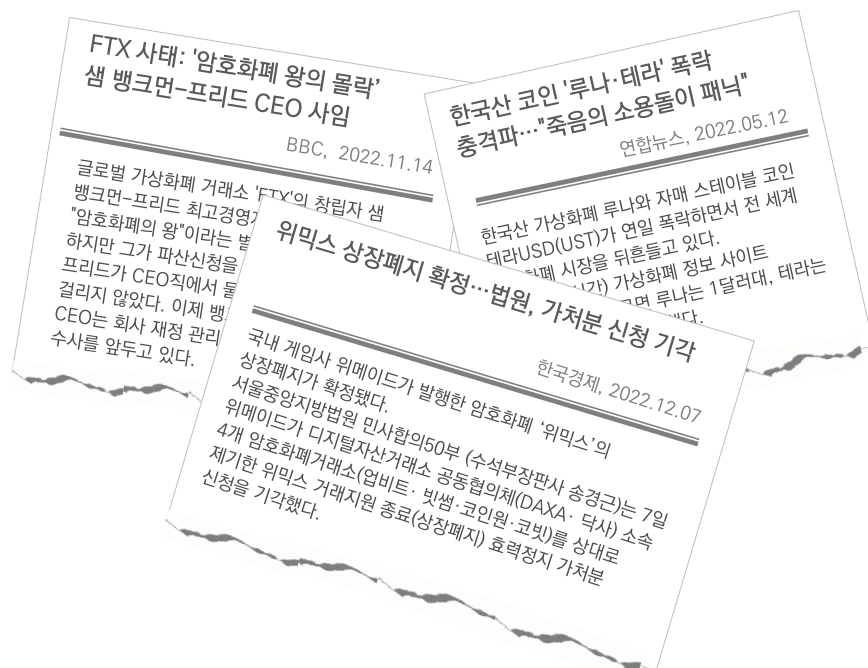 FTX 사태: '암호화폐 왕의 몰락'
샘 뱅크먼-프리드 CEO 사임
BBC, 2022.11.14
글로벌 가상화폐 거래소 'FTX'의 창립자 샘
뱅크먼-프리드 최고경영
"암호화폐의 왕"이라는
하지만 그가 파산신청을
프리드가 CEO직에서
걸리지 않았다. 이제
CEO는 회사 재정 관리
수사를 앞두고 있다.
한국산 코인 '루나·테라' 폭락
충격파…"죽음의 소용돌이 패닉"
연합뉴스, 2022.05.12
한국산 가상화폐 루나와 자매 스테이블 코인
테라USD(UST)가 연일 폭락하면서 전 세계
화폐 시장을 뒤흔들고 있다.
가상화폐 정보 사이트
루나는 1달러대, 테라는
위믹스 상장폐지 확정…법원, 가처분 신청 기각
한국경제, 2022.12.07
국내 게임사 위메이드가 발행한 암호화폐 '위믹스'의
상장폐지가 확정됐다.
서울중앙지방법원 민사합의50부 (수석부장판사 송경근)는 7일
위메이드가 디지털자산거래소 공동협의체(DAXA· 닥사) 소속
4개 암호화폐거래소(업비트· 빗썸·코인원·코빗)를 상대로
제기한 위믹스 거래지원 종료(상장폐지) 효력정지 가처분
신청을 기각했다.